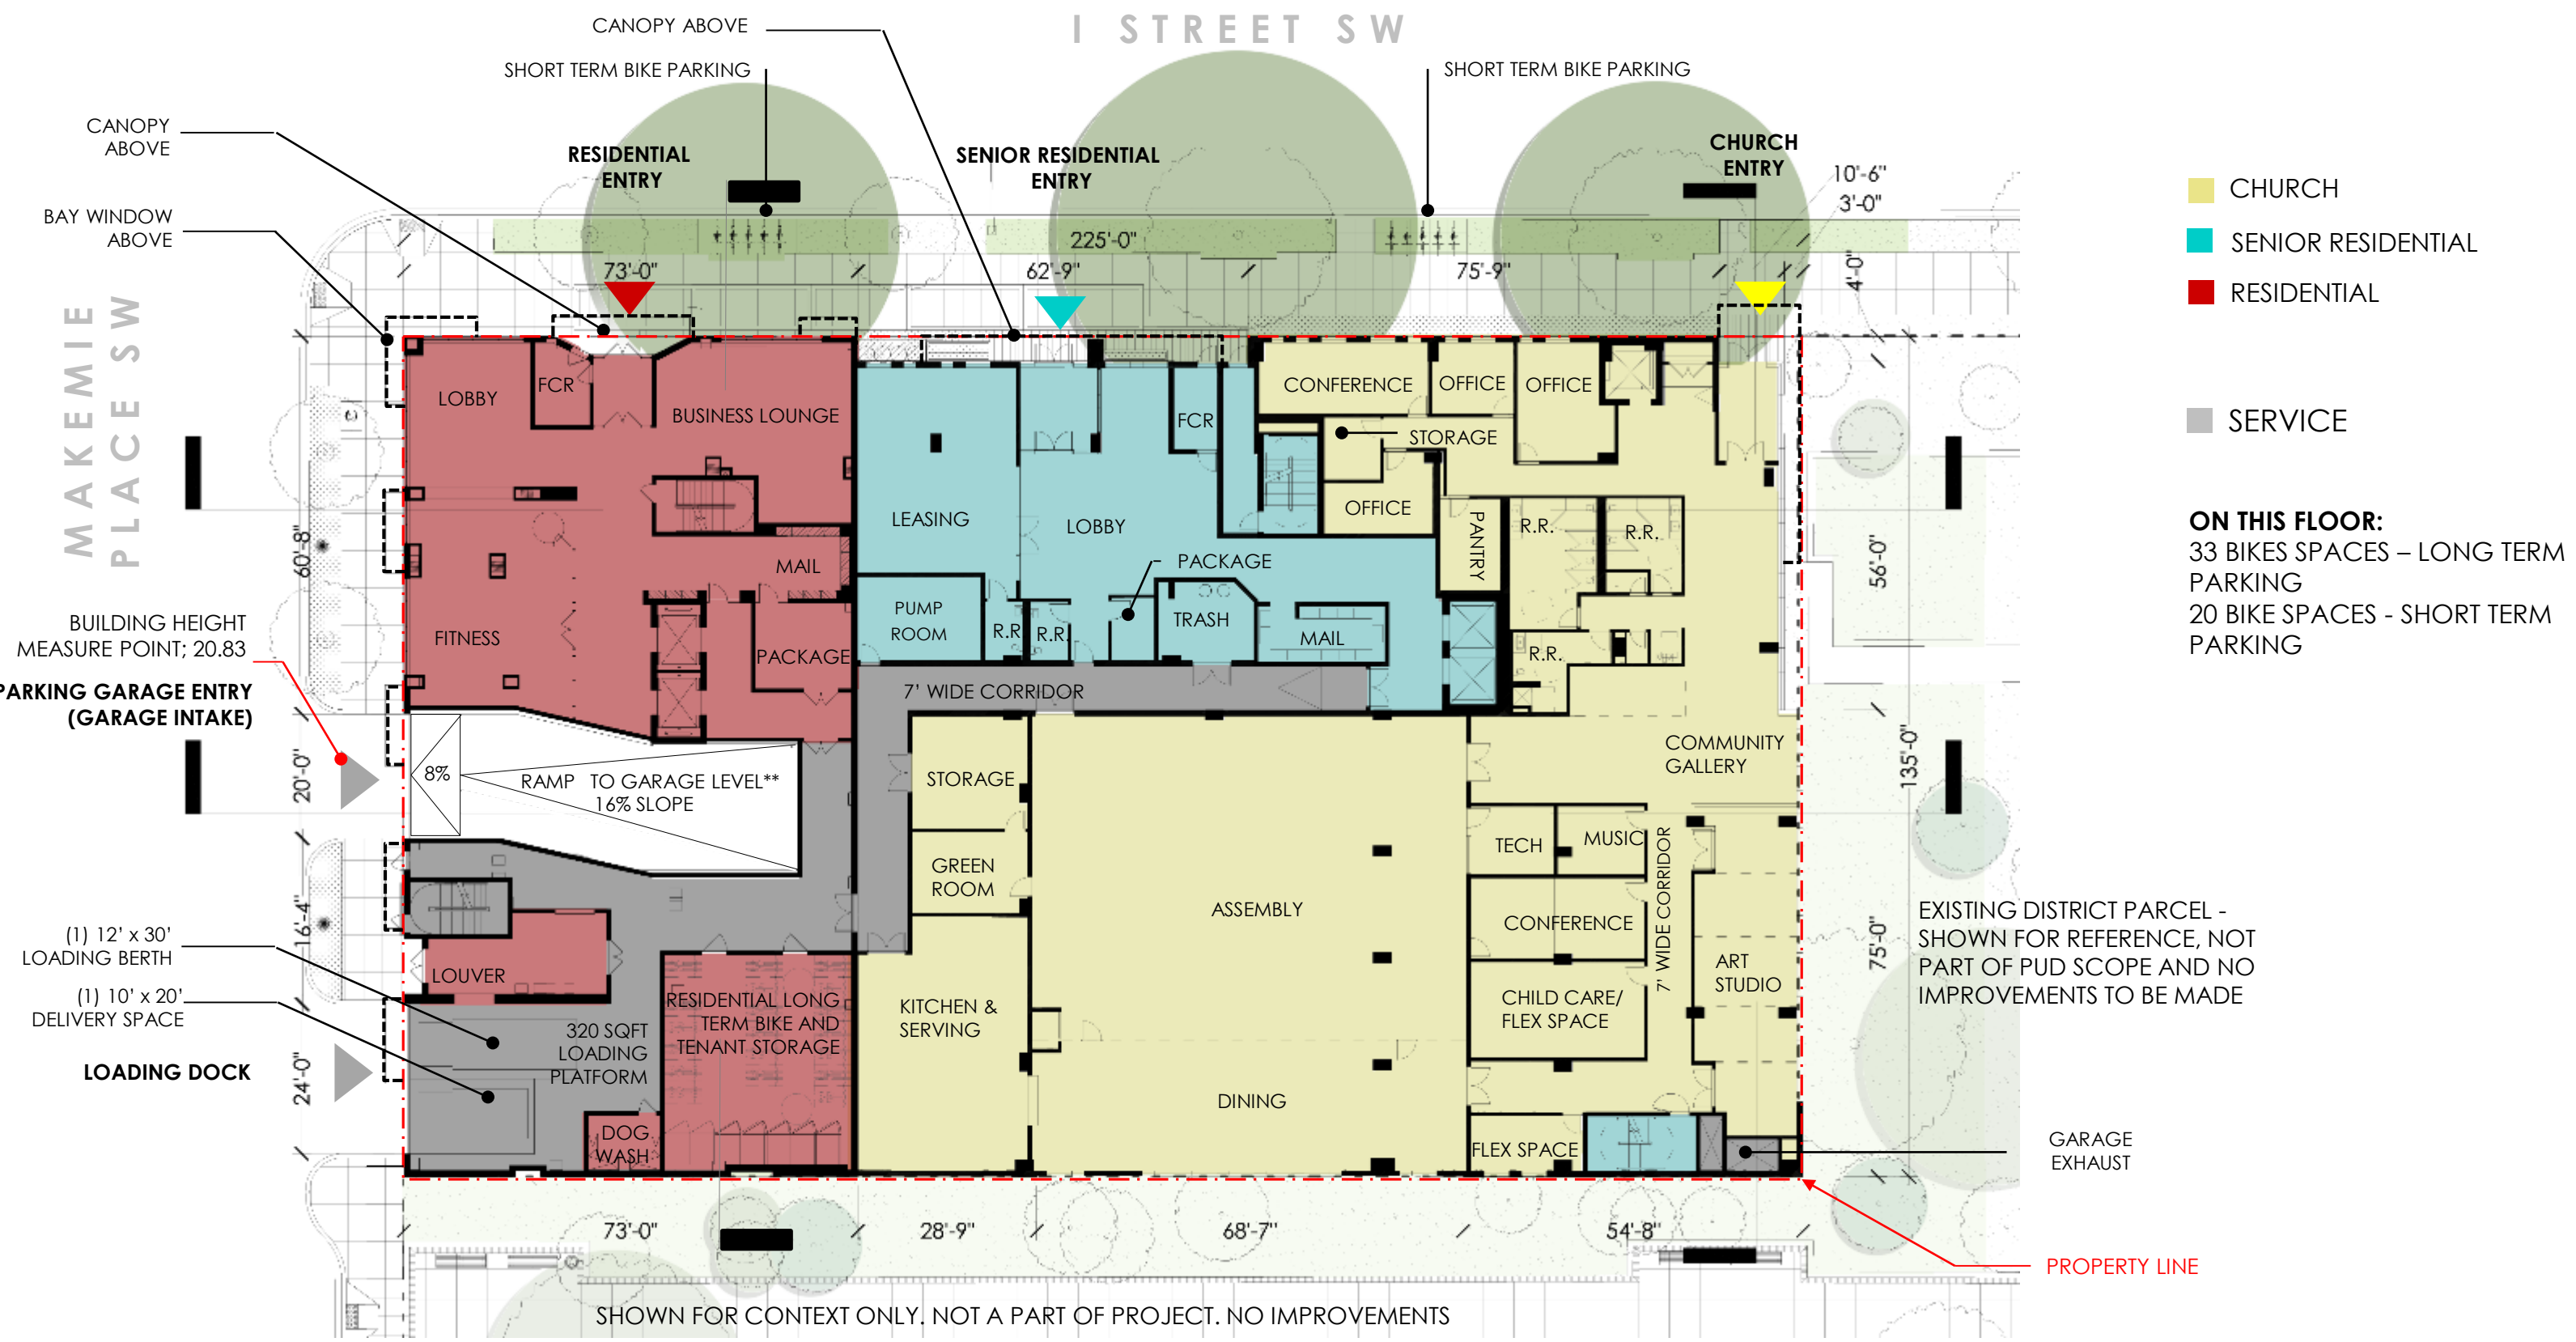 I STREET SW
CANOPY ABOVE
SHORT TERM BIKE PARKING
SHORT TERM BIKE PARKING
CANOPY
ABOVE
RESIDENTIAL
ENTRY
SENIOR RESIDENTIAL
ENTRY
CHURCH
ENTRY
10'-6"
3'-0"
BAY WINDOW
ABOVE
225'-0"
73'-0"
62'-9"
75'-9"
4'-0"
CHURCH
SENIOR RESIDENTIAL
RESIDENTIAL
SERVICE
ON THIS FLOOR:
33 BIKES SPACES – LONG TERM
PARKING
20 BIKE SPACES - SHORT TERM
PARKING
MAKEMIE
PLACE SW
LOBBY
FCR
BUSINESS LOUNGE
FCR
CONFERENCE
OFFICE
OFFICE
STORAGE
OFFICE
LEASING
LOBBY
PANTRY
R.R.
R.R.
60'-8"
MAIL
PACKAGE
56'-0"
BUILDING HEIGHT
MEASURE POINT; 20.83
FITNESS
PACKAGE
PUMP
ROOM
R.R.
R.R.
TRASH
MAIL
R.R.
PARKING GARAGE ENTRY
(GARAGE INTAKE)
7' WIDE CORRIDOR
20'-0"
8%
RAMP TO GARAGE LEVEL**
16% SLOPE
STORAGE
COMMUNITY
GALLERY
135'-0"
GREEN
ROOM
TECH
MUSIC
7' WIDE CORRIDOR
ASSEMBLY
CONFERENCE
16'-4"
(1) 12' x 30'
LOADING BERTH
LOUVER
(1) 10' x 20'
DELIVERY SPACE
LOADING DOCK
24'-0"
320 SQFT
LOADING
PLATFORM
RESIDENTIAL LONG
TERM BIKE AND
TENANT STORAGE
KITCHEN &
SERVING
CHILD CARE/
FLEX SPACE
ART
STUDIO
75'-0"
EXISTING DISTRICT PARCEL -
SHOWN FOR REFERENCE, NOT
PART OF PUD SCOPE AND NO
IMPROVEMENTS TO BE MADE
DINING
DOG
WASH
FLEX SPACE
GARAGE
EXHAUST
73'-0"
28'-9"
68'-7"
54'-8"
PROPERTY LINE
SHOWN FOR CONTEXT ONLY. NOT A PART OF PROJECT. NO IMPROVEMENTS